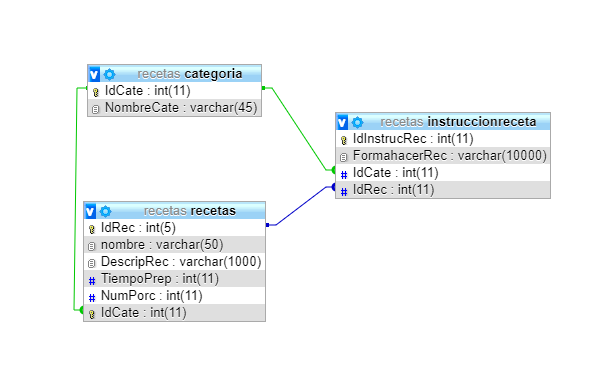 recetas categoria
IdCate : int(11)
NombreCate : varchar(45)
recetas instruccionreceta
IdInstrucRec : int(11)
FormahacerRec : varchar(10000)
IdCate : int(11)
IdRec : int(11)
recetas recetas
IdRec : int(5)
nombre : varchar(50)
DescripRec : varchar(1000)
TiempoPrep : int(11)
NumPorc : int(11)
IdCate : int(11)